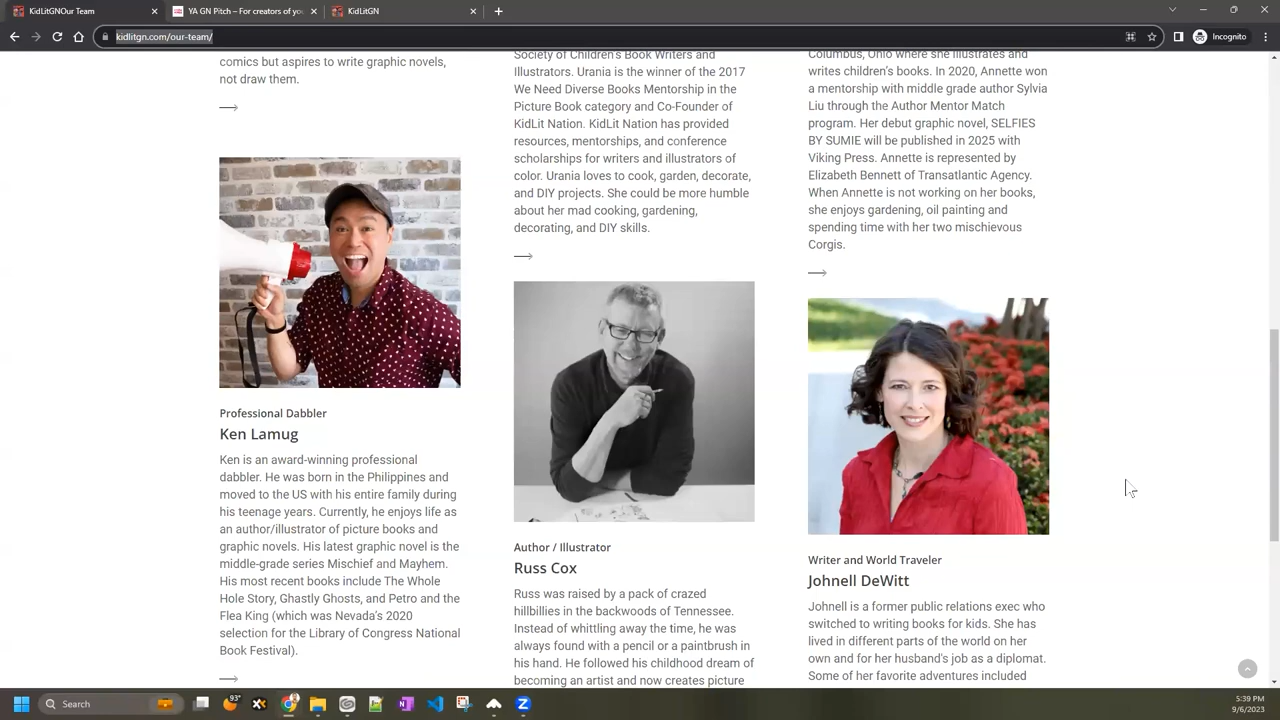 KidLitGNOur Team
YA GN Pitch – For creators of yo
KidLitGN
kidlitgn.com/our-team/
Incognito
comics but aspires to write graphic novels,
not draw them.
Professional Dabbler
Ken Lamug
Ken is an award-winning professional
dabbler. He was born in the Philippines and
moved to the US with his entire family during
his teenage years. Currently, he enjoys life as
an author/illustrator of picture books and
graphic novels. His latest graphic novel is the
middle-grade series Mischief and Mayhem.
His most recent books include The Whole
Hole Story, Ghastly Ghosts, and Petro and the
Flea King (which was Nevada's 2020
selection for the Library of Congress National
Book Festival).
Society of Children's Book Writers and
Illustrators. Urania is the winner of the 2017
We Need Diverse Books Mentorship in the
Picture Book category and Co-Founder of
KidLit Nation. KidLit Nation has provided
resources, mentorships, and conference
scholarships for writers and illustrators of
color. Urania loves to cook, garden, decorate,
and DIY projects. She could be more humble
about her mad cooking, gardening,
decorating, and DIY skills.
Author / Illustrator
Russ Cox
Russ was raised by a pack of crazed
hillbillies in the backwoods of Tennessee.
Instead of whittling away the time, he was
always found with a pencil or a paintbrush in
his hand. He followed his childhood dream of
becoming an artist and now creates picture
Columbus, Ohio where she illustrates and
writes children's books. In 2020, Annette won
a mentorship with middle grade author Sylvia
Liu through the Author Mentor Match
program. Her debut graphic novel, SELFIES
BY SUMIE will be published in 2025 with
Viking Press. Annette is represented by
Elizabeth Bennett of Transatlantic Agency.
When Annette is not working on her books,
she enjoys gardening, oil painting and
spending time with her two mischievous
Corgis.
Writer and World Traveler
Johnell DeWitt
Johnell is a former public relations exec who
switched to writing books for kids. She has
lived in different parts of the world on her
own and for her husband's job as a diplomat.
Some of her favorite adventures included
Search
93°
5:39 PM
9/6/2023